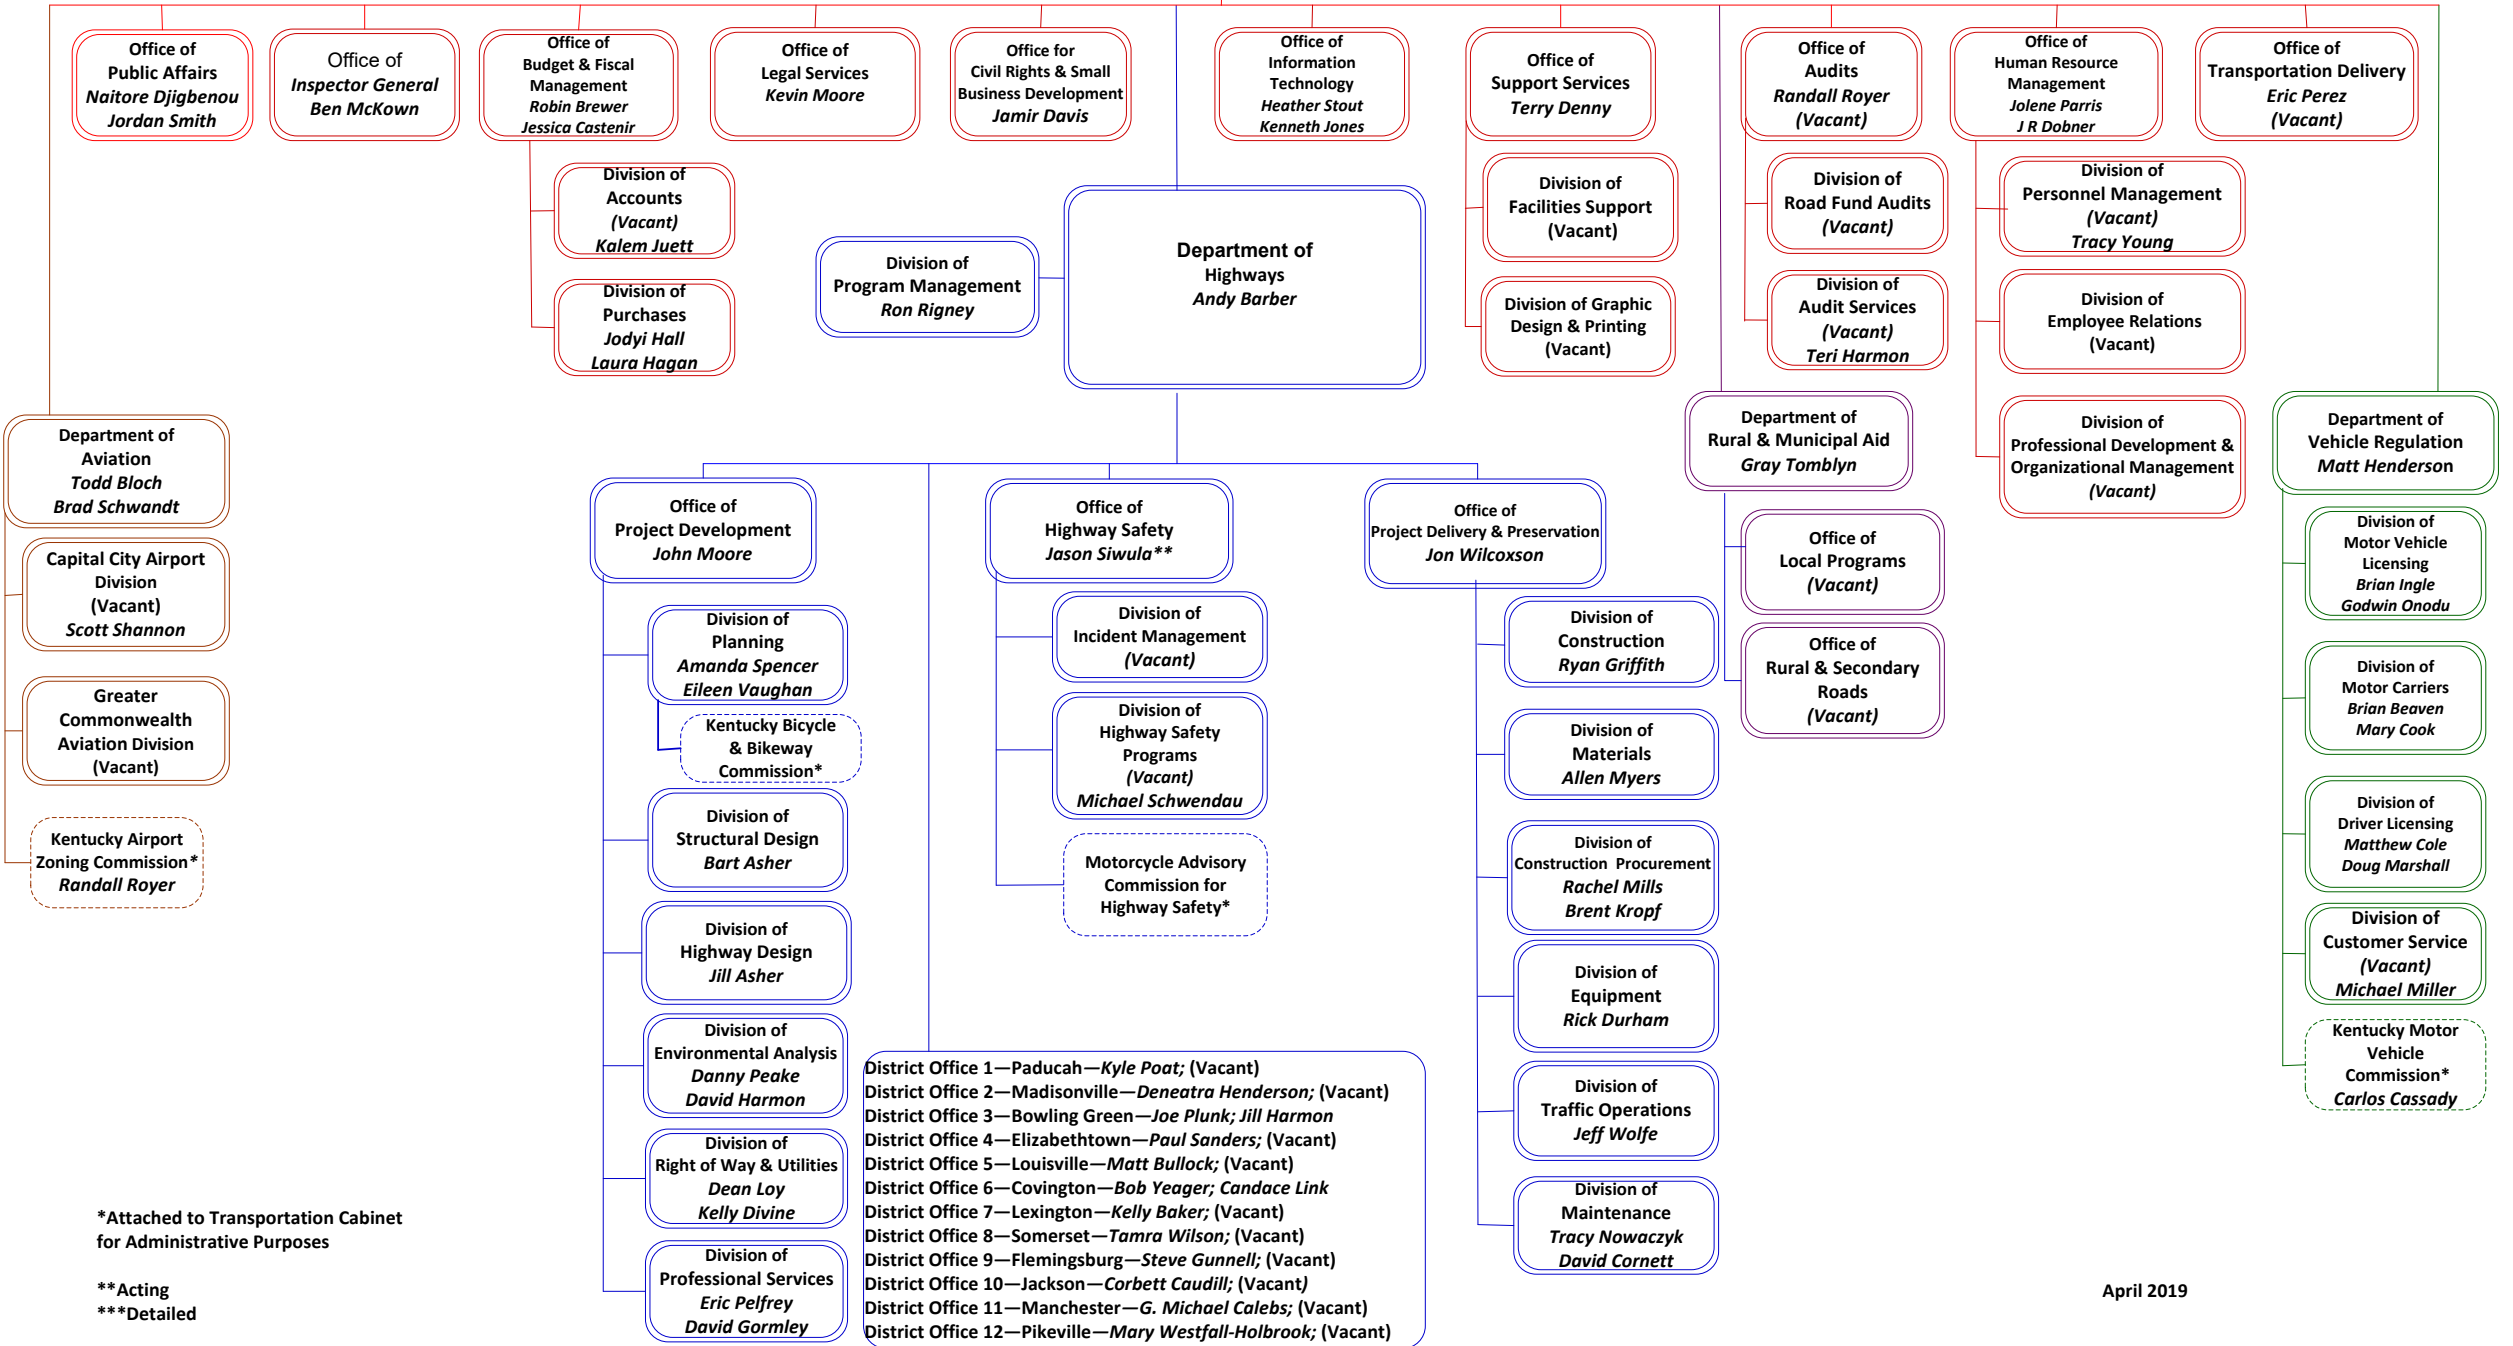 Office of
Public Affairs
Naitore Djigbenou
Jordan Smith
Office of
Inspector General
Ben McKown
Office of
Budget & Fiscal
Management
Robin Brewer
Jessica Castenir
Office of
Legal Services
Kevin Moore
Office for
Civil Rights & Small
Business Development
Jamir Davis
Office of
Information
Technology
Heather Stout
Kenneth Jones
Office of
Support Services
Terry Denny
Office of
Audits
Randall Royer
(Vacant)
Office of
Human Resource
Management
Jolene Parris
J R Dobner
Office of
Transportation Delivery
Eric Perez
(Vacant)
Division of
Accounts
(Vacant)
Kalem Juett
Division of
Purchases
Jodyi Hall
Laura Hagan
Division of
Program Management
Ron Rigney
Department of
Highways
Andy Barber
Division of
Facilities Support
(Vacant)
Division of Graphic
Design & Printing
(Vacant)
Division of
Road Fund Audits
(Vacant)
Division of
Audit Services
(Vacant)
Teri Harmon
Division of
Personnel Management
(Vacant)
Tracy Young
Division of
Employee Relations
(Vacant)
Division of
Professional Development &
Organizational Management
(Vacant)
Department of
Aviation
Todd Bloch
Brad Schwandt
Capital City Airport
Division
(Vacant)
Scott Shannon
Greater
Commonwealth
Aviation Division
(Vacant)
Kentucky Airport
Zoning Commission*
Randall Royer
Office of
Project Development
John Moore
Division of
Planning
Amanda Spencer
Eileen Vaughan
Kentucky Bicycle
& Bikeway
Commission*
Division of
Structural Design
Bart Asher
Division of
Highway Design
Jill Asher
Division of
Environmental Analysis
Danny Peake
David Harmon
Division of
Right of Way & Utilities
Dean Loy
Kelly Divine
Division of
Professional Services
Eric Pelfrey
David Gormley
Office of
Highway Safety
Jason Siwula**
Division of
Incident Management
(Vacant)
Division of
Highway Safety
Programs
(Vacant)
Michael Schwendau
Motorcycle Advisory
Commission for
Highway Safety*
Office of
Project Delivery & Preservation
Jon Wilcoxson
Division of
Construction
Ryan Griffith
Division of
Materials
Allen Myers
Division of
Construction Procurement
Rachel Mills
Brent Kropf
Division of
Equipment
Rick Durham
Division of
Traffic Operations
Jeff Wolfe
Division of
Maintenance
Tracy Nowaczyk
David Cornett
Department of
Rural & Municipal Aid
Gray Tomblyn
Office of
Local Programs
(Vacant)
Office of
Rural & Secondary
Roads
(Vacant)
Department of
Vehicle Regulation
Matt Henderson
Division of
Motor Vehicle
Licensing
Brian Ingle
Godwin Onodu
Division of
Motor Carriers
Brian Beaven
Mary Cook
Division of
Driver Licensing
Matthew Cole
Doug Marshall
Division of
Customer Service
(Vacant)
Michael Miller
Kentucky Motor
Vehicle
Commission*
Carlos Cassady
District Office 1—Paducah—Kyle Poat; (Vacant)
District Office 2—Madisonville—Deneatra Henderson; (Vacant)
District Office 3—Bowling Green—Joe Plunk; Jill Harmon
District Office 4—Elizabethtown—Paul Sanders; (Vacant)
District Office 5—Louisville—Matt Bullock; (Vacant)
District Office 6—Covington—Bob Yeager; Candace Link
District Office 7—Lexington—Kelly Baker; (Vacant)
District Office 8—Somerset—Tamra Wilson; (Vacant)
District Office 9—Flemingsburg—Steve Gunnell; (Vacant)
District Office 10—Jackson—Corbett Caudill; (Vacant)
District Office 11—Manchester—G. Michael Calebs; (Vacant)
District Office 12—Pikeville—Mary Westfall-Holbrook; (Vacant)
*Attached to Transportation Cabinet
for Administrative Purposes
**Acting
***Detailed
April 2019